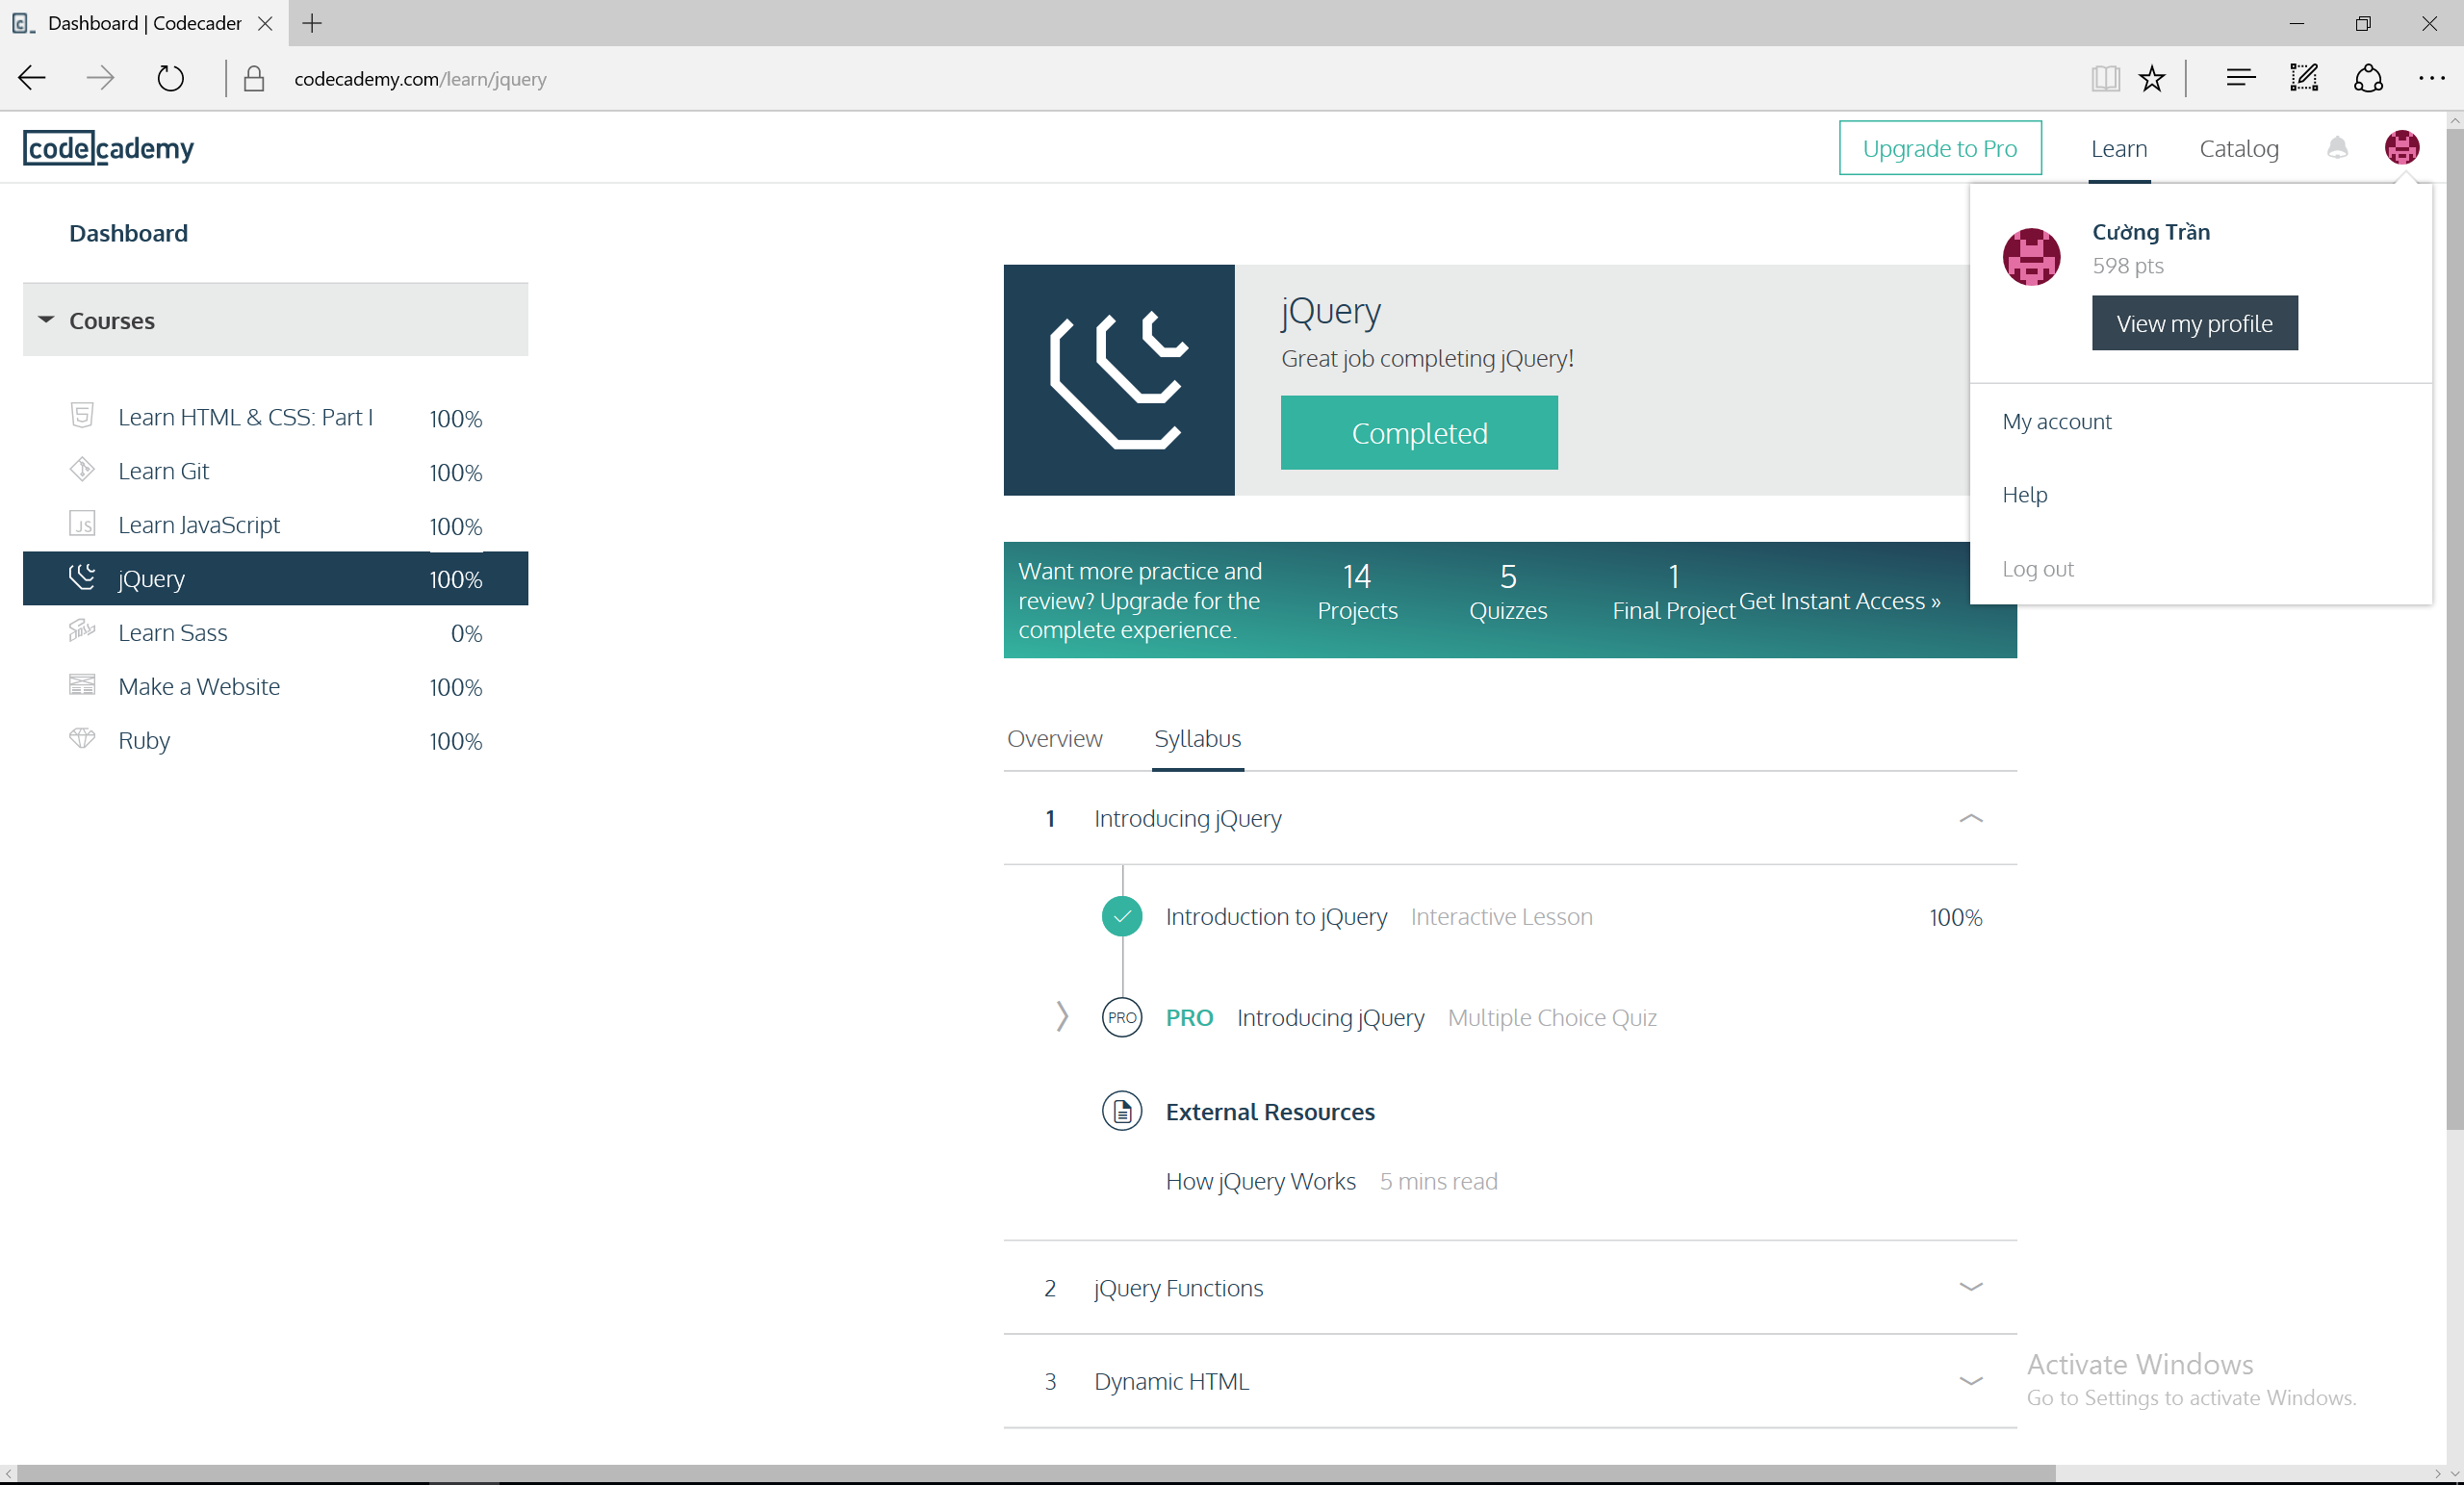 Dashboard | Codecader
codecademy.com/learn/jquery
codecademy
Upgrade to Pro
Learn
Catalog
Cường Trần
598 pts
View my profile
My account
Help
Log out
Dashboard
Courses
Learn HTML & CSS: Part I 100%
Learn Git 100%
Learn JavaScript 100%
jQuery 100%
Learn Sass 0%
Make a Website 100%
Ruby 100%
jQuery
Great job completing jQuery!
Completed
Want more practice and
review? Upgrade for the
complete experience.
14
Projects
5
Quizzes
1
Final Project
Get Instant Access »
Overview
Syllabus
1 Introducing jQuery
Introduction to jQuery Interactive Lesson 100%
PRO PRO Introducing jQuery Multiple Choice Quiz
External Resources
How jQuery Works 5 mins read
2 jQuery Functions
3 Dynamic HTML
Activate Windows
Go to Settings to activate Windows.